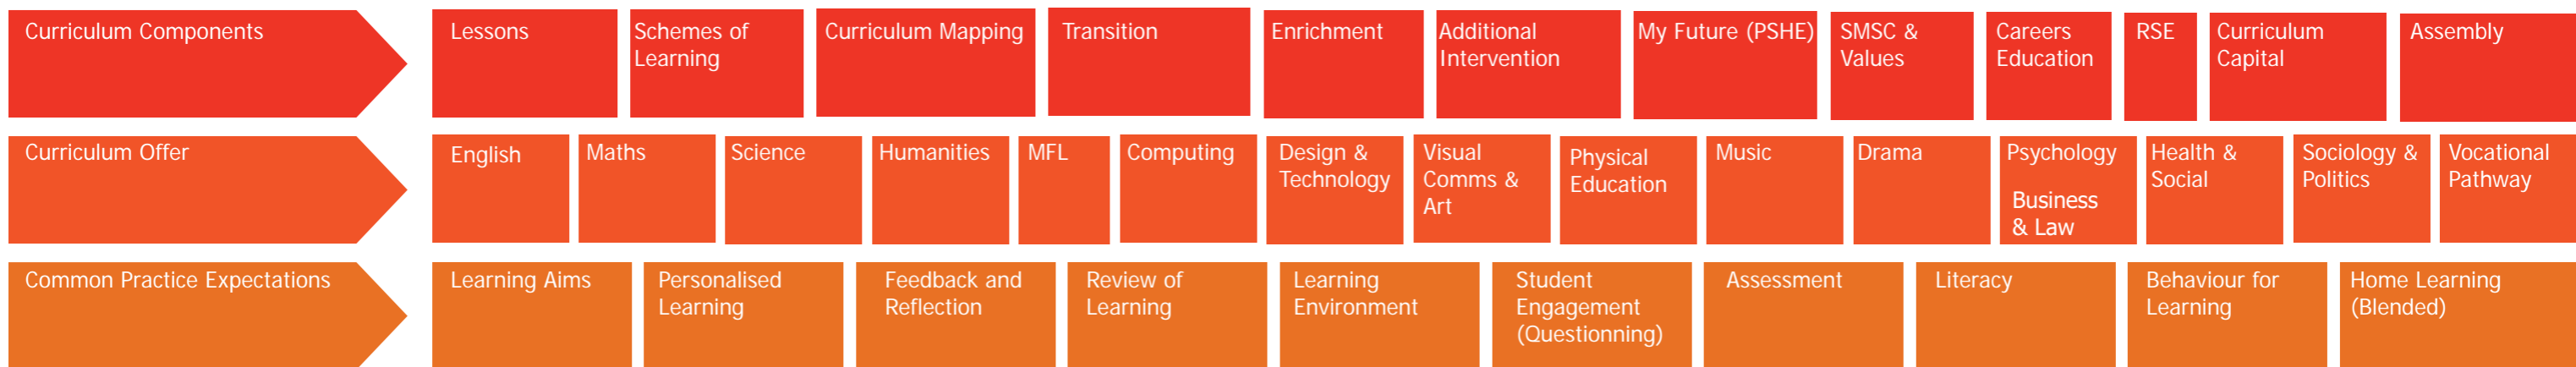 Curriculum Components
Lessons
Schemes of
Learning
Curriculum Mapping
Transition
Enrichment
Additional
Intervention
My Future (PSHE)
SMSC &
Values
Careers
Education
RSE
Curriculum
Capital
Assembly
Curriculum Offer
English
Maths
Science
Humanities
MFL
Computing
Design &
Technology
Visual
Comms &
Art
Physical
Education
Music
Drama
Psychology
Business
& Law
Health &
Social
Sociology &
Politics
Vocational
Pathway
Common Practice Expectations
Learning Aims
Personalised
Learning
Feedback and
Reflection
Review of
Learning
Learning
Environment
Student
Engagement
(Questionning)
Assessment
Literacy
Behaviour for
Learning
Home Learning
(Blended)